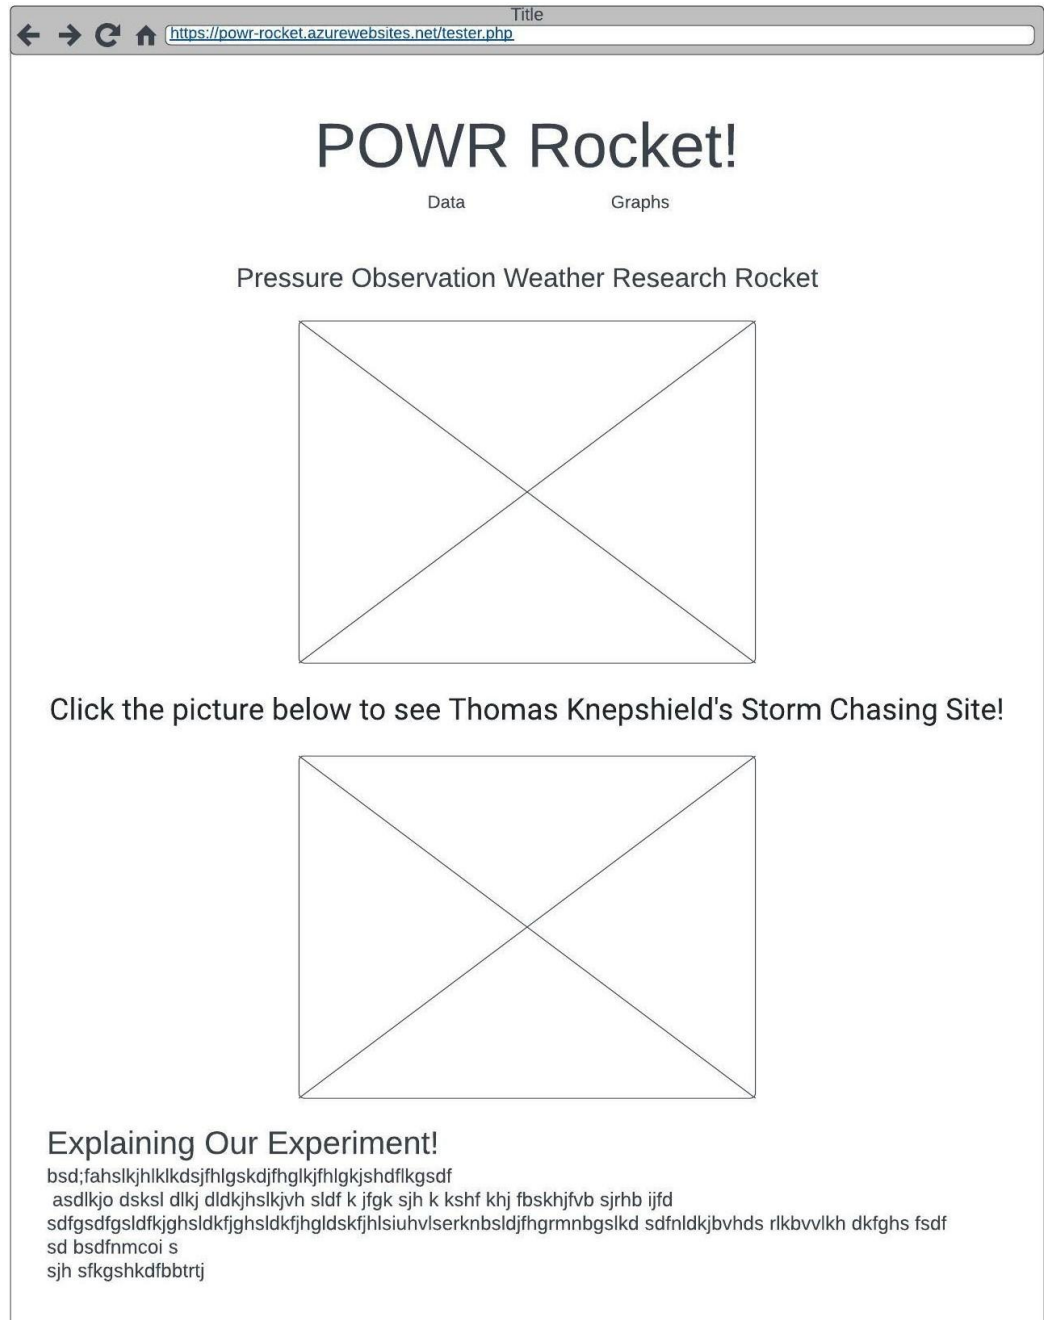 Title
https://powr-rocket.azurewebsites.net/tester.php
POWR Rocket!
Data Graphs
Pressure Observation Weather Research Rocket
Click the picture below to see Thomas Knepshield's Storm Chasing Site!
Explaining Our Experiment!
bsd;fahslkjhlklkdsjfhlgskdjfhglkjfhlgkjshdflkgsdf
asdlkjo dsksl dlkj dldkjhslkjvh sldf k jfgk sjh k kshf khj fbskhjfvb sjrhb ijfd
sdfgsdfgsldfkjghsldkfjghsldkfjhgldskfjhlsiuhvlserknbsldjfhgrmnbgslkd sdfnldkjbvhds rlkbvvlkh dkfghs fsdf
sd bsdfnmcoi s
sjh sfkgshkdfbbtrtj